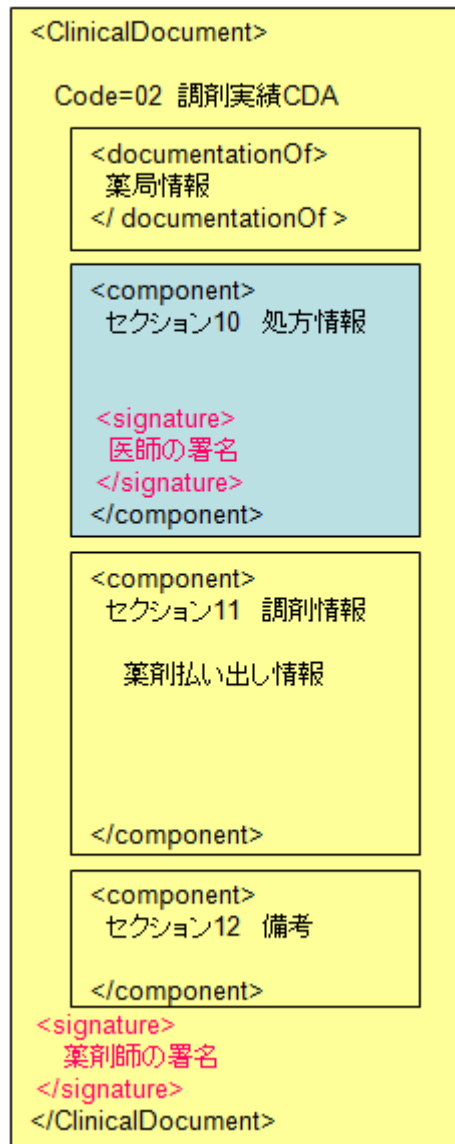 <ClinicalDocument>
Code=02 調剤実績CDA
<documentationOf>
薬局情報
</ documentationOf >
<component>
セクション10 処方情報
<signature>
医師の署名
</signature>
</component>
<component>
セクション11 調剤情報
薬剤払い出し情報
</component>
<component>
セクション12 備考
</component>
<signature>
薬剤師の署名
</signature>
</ClinicalDocument>